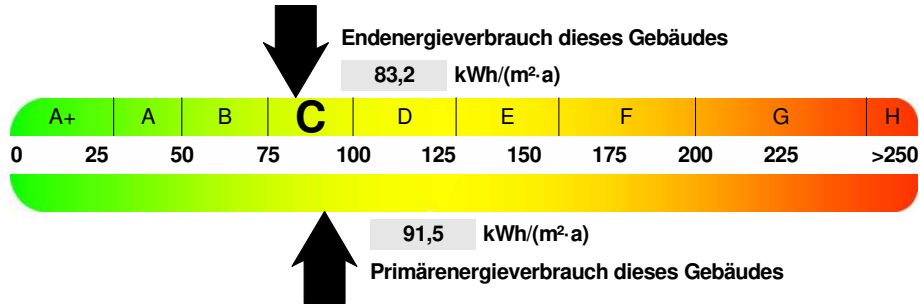 Endenergieverbrauch dieses Gebäudes
83,2 kWh/(m²·a)
A+ A B C D E F G H
0 25 50 75 100 125 150 175 200 225 >250
91,5 kWh/(m²·a)
Primärenergieverbrauch dieses Gebäudes